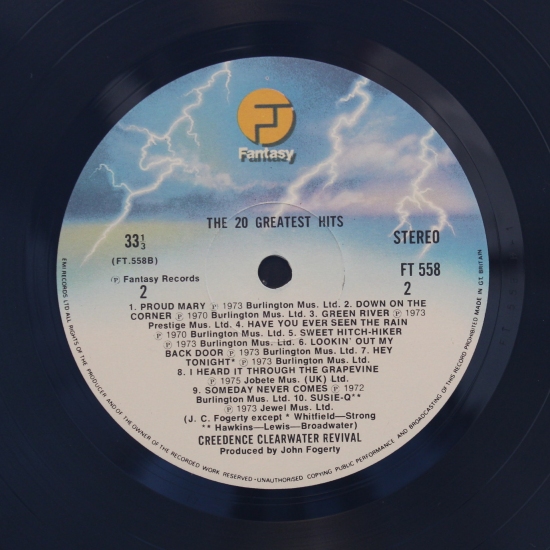 Fantasy
THE 20 GREATEST HITS
33 1/3
STEREO
(FT.558B)
FT 558
℗ Fantasy Records
2
2
1. PROUD MARY ℗ 1973 Burlington Mus. Ltd. 2. DOWN ON THE
CORNER ℗ 1970 Burlington Mus. Ltd. 3. GREEN RIVER ℗ 1973
Prestige Mus. Ltd. 4. HAVE YOU EVER SEEN THE RAIN
℗ 1970 Burlington Mus. Ltd. 5. SWEET HITCH-HIKER
℗ 1973 Burlington Mus. Ltd. 6. LOOKIN' OUT MY
BACK DOOR ℗ 1973 Burlington Mus. Ltd. 7. HEY
TONIGHT* ℗ 1973 Burlington Mus. Ltd.
8. I HEARD IT THROUGH THE GRAPEVINE
℗ 1975 Jobete Mus. (UK) Ltd.
9. SOMEDAY NEVER COMES ℗ 1972
Burlington Mus. Ltd. 10. SUSIE-Q**
℗ 1973 Jewel Mus. Ltd.
(J. C. Fogerty except * Whitfield—Strong
** Hawkins—Lewis—Broadwater)
CREEDENCE CLEARWATER REVIVAL
Produced by John Fogerty
EMI RECORDS LTD. ALL RIGHTS OF THE PRODUCER AND OF THE OWNER OF THE RECORDED WORK RESERVED-UNAUTHORISED COPYING PUBLIC PERFORMANCE AND BROADCASTING OF THIS RECORD PROHIBITED MADE IN GT. BRITAIN